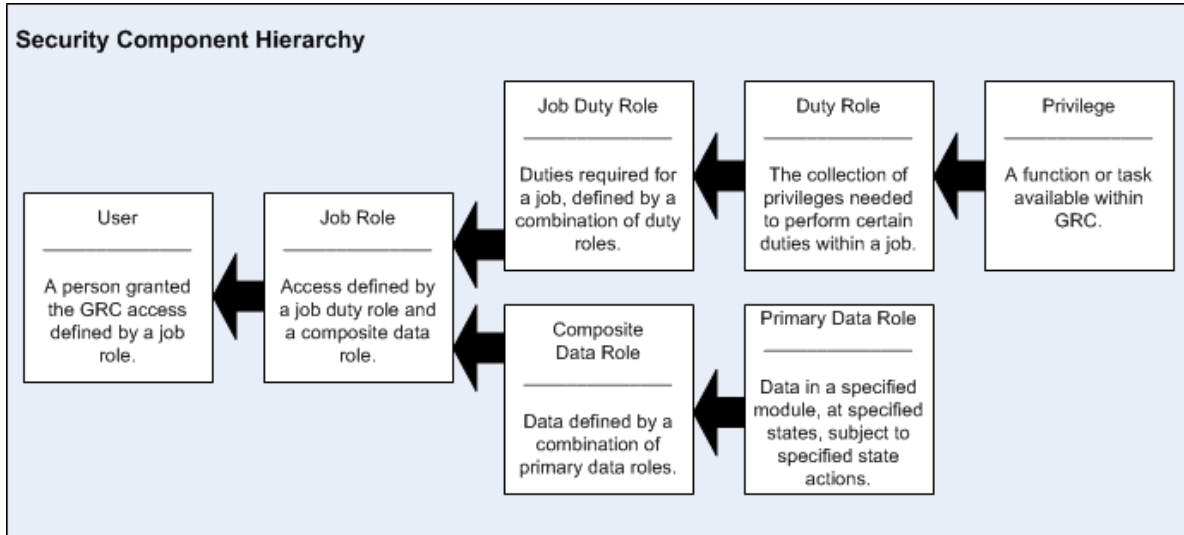 Security Component Hierarchy
Job Duty Role
Duties required for
a job, defined by a
combination of duty
roles.
Duty Role
The collection of
privileges needed
to perform certain
duties within a job.
Privilege
A function or task
available within
GRC.
User
A person granted
the GRC access
defined by a job
role.
Job Role
Access defined by
a job duty role and
a composite data
role.
Composite
Data Role
Data defined by a
combination of
primary data roles.
Primary Data Role
Data in a specified
module, at specified
states, subject to
specified state
actions.